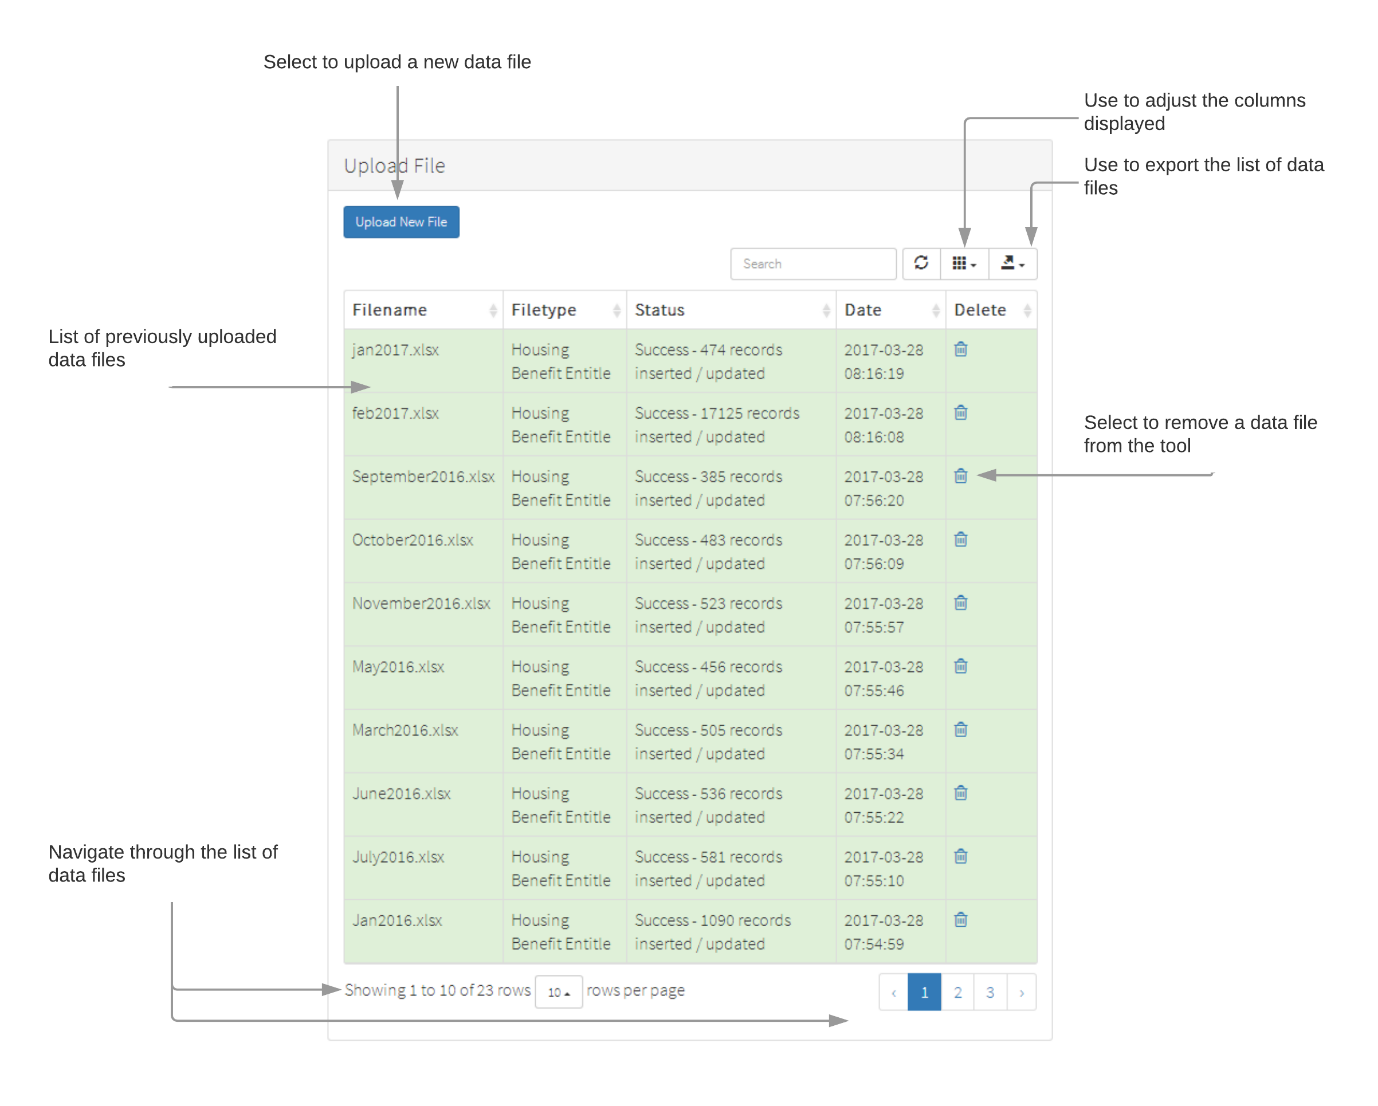 Select to upload a new data file
Use to adjust the columns
displayed
Use to export the list of data
files
Upload File
Upload New File
Search
Filename Filetype Status Date Delete
List of previously uploaded
data files
jan2017.xlsx Housing Success - 474 records 2017-03-28
Benefit Entitle inserted / updated 08:16:19
feb2017.xlsx Housing Success - 17125 records 2017-03-28
Benefit Entitle inserted / updated 08:16:08
Select to remove a data file
from the tool
September2016.xlsx Housing Success - 385 records 2017-03-28
Benefit Entitle inserted / updated 07:56:20
October2016.xlsx Housing Success - 483 records 2017-03-28
Benefit Entitle inserted / updated 07:56:09
November2016.xlsx Housing Success - 523 records 2017-03-28
Benefit Entitle inserted / updated 07:55:57
May2016.xlsx Housing Success - 456 records 2017-03-28
Benefit Entitle inserted / updated 07:55:46
March2016.xlsx Housing Success - 505 records 2017-03-28
Benefit Entitle inserted / updated 07:55:34
June2016.xlsx Housing Success - 536 records 2017-03-28
Benefit Entitle inserted / updated 07:55:22
Navigate through the list of
data files
July2016.xlsx Housing Success - 581 records 2017-03-28
Benefit Entitle inserted / updated 07:55:10
Jan2016.xlsx Housing Success - 1090 records 2017-03-28
Benefit Entitle inserted / updated 07:54:59
Showing 1 to 10 of 23 rows 10 rows per page ‹ 1 2 3 ›